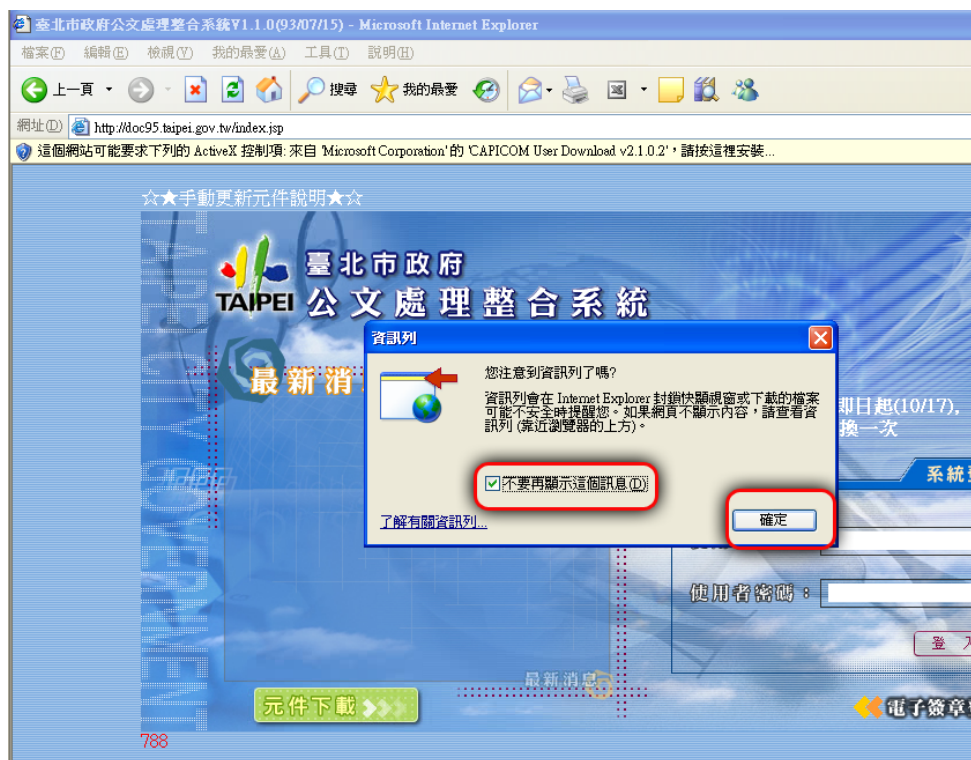 臺北市政府公文處理整合系統V1.1.0(93/07/15) - Microsoft Internet Explorer
檔案(F) 編輯(E) 檢視(V) 我的最愛(A) 工具(T) 說明(H)
上一頁 搜尋 我的最愛
網址(D) http://doc95.taipei.gov.tw/index.jsp
這個網站可能要求下列的 ActiveX 控制項: 來自 'Microsoft Corporation' 的 'CAPICOM User Download v2.1.0.2'，請按這裡安裝...
☆★手動更新元件說明★☆
TAIPEI CITY GOVERNMENT
臺北市政府
TAIPEI 公文處理整合系統
資訊列
最新消
您注意到資訊列了嗎?
資訊列會在 Internet Explorer 封鎖快顯視窗或下載的檔案
可能不安全時提醒您。如果網頁不顯示內容，請查看資
訊列 (靠近瀏覽器的上方)。
即日起(10/17),
換一次
Taipei
系統
不要再顯示這個訊息(D)
了解有關資訊列...
確定
使用者密碼：
登入
最新消息
元件下載
電子簽章
788